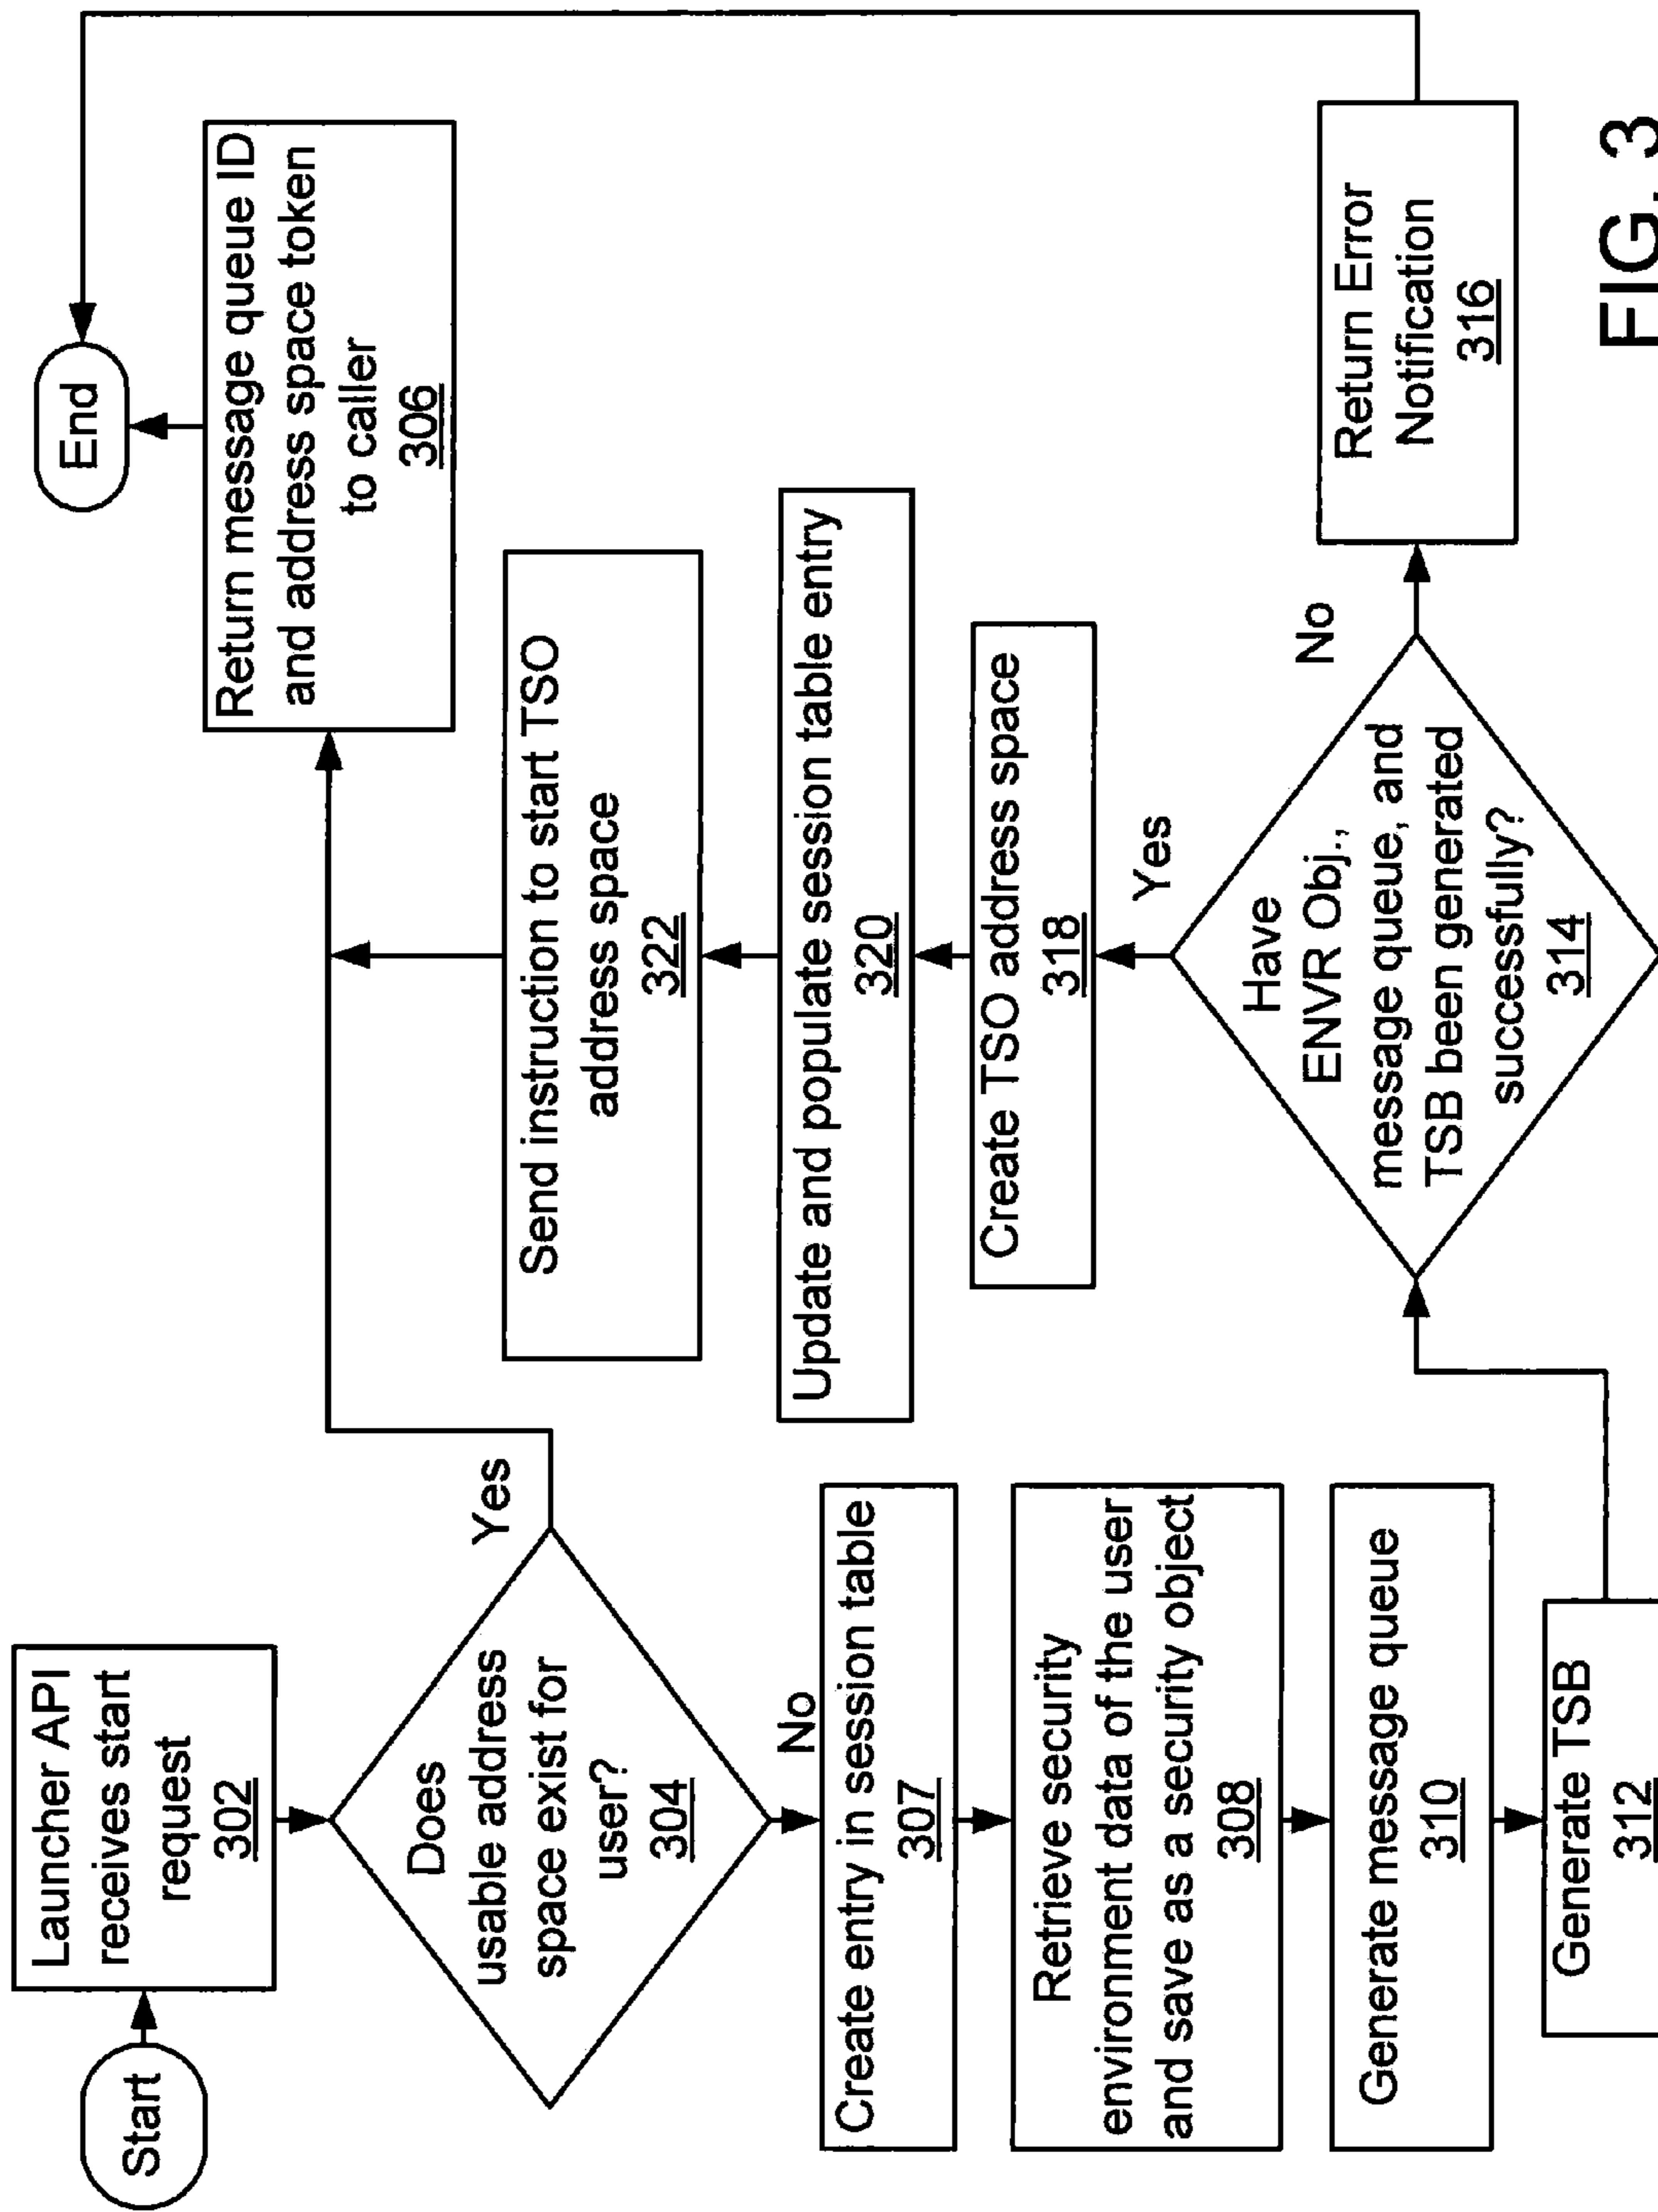 Start
Launcher API
receives start
request
302
Does
usable address
space exist for
user?
304
Yes
No
Create entry in session table
307
Retrieve security
environment data of the user
and save as a security object
308
Generate message queue
310
Generate TSB
312
Have
ENVR Obj.,
message queue, and
TSB been generated
successfully?
314
Yes
No
Return Error
Notification
316
Create TSO address space
318
Update and populate session table entry
320
Send instruction to start TSO
address space
322
Return message queue ID
and address space token
to caller
306
End
FIG. 3